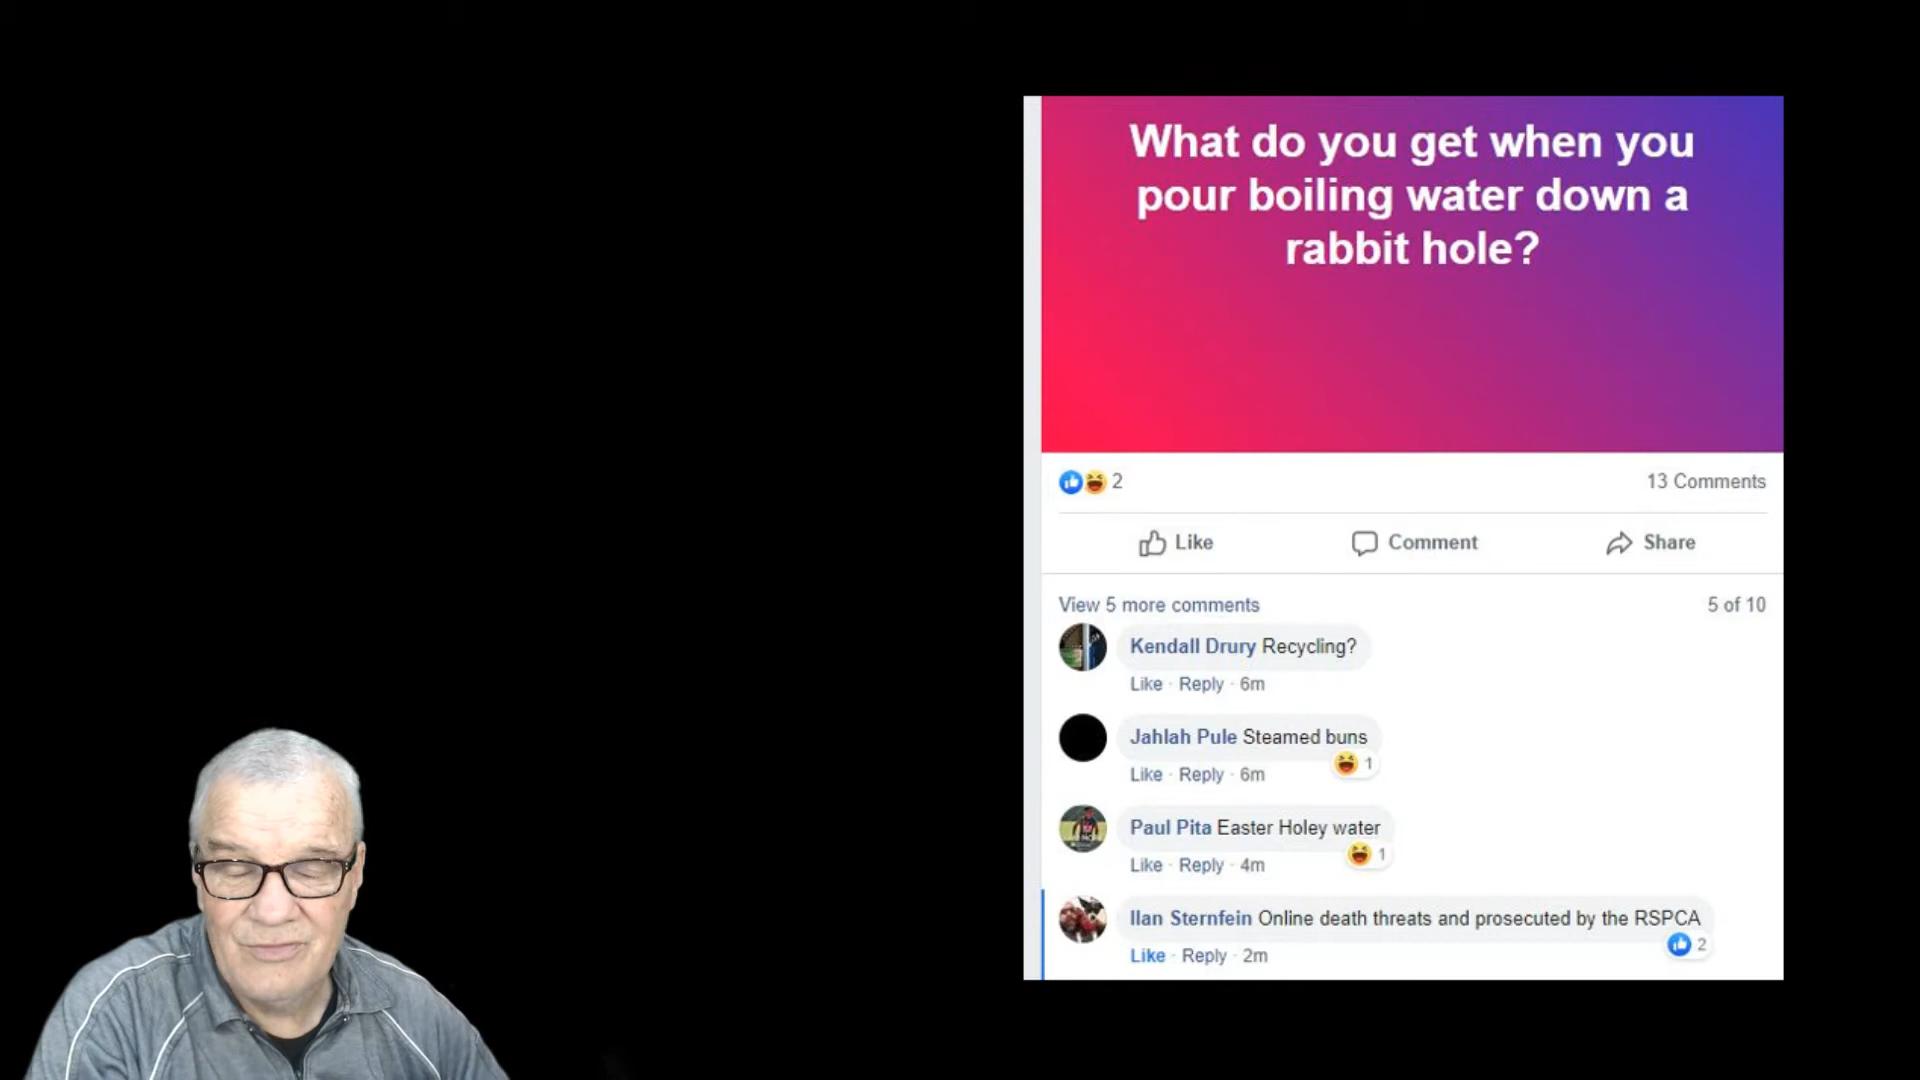 What do you get when you
pour boiling water down a
rabbit hole?
2
13 Comments
Like
Comment
Share
View 5 more comments
5 of 10
Kendall Drury Recycling?
Like · Reply · 6m
Jahlah Pule Steamed buns
1
Like · Reply · 6m
Paul Pita Easter Holey water
1
Like · Reply · 4m
Ilan Sternfein Online death threats and prosecuted by the RSPCA
2
Like · Reply · 2m